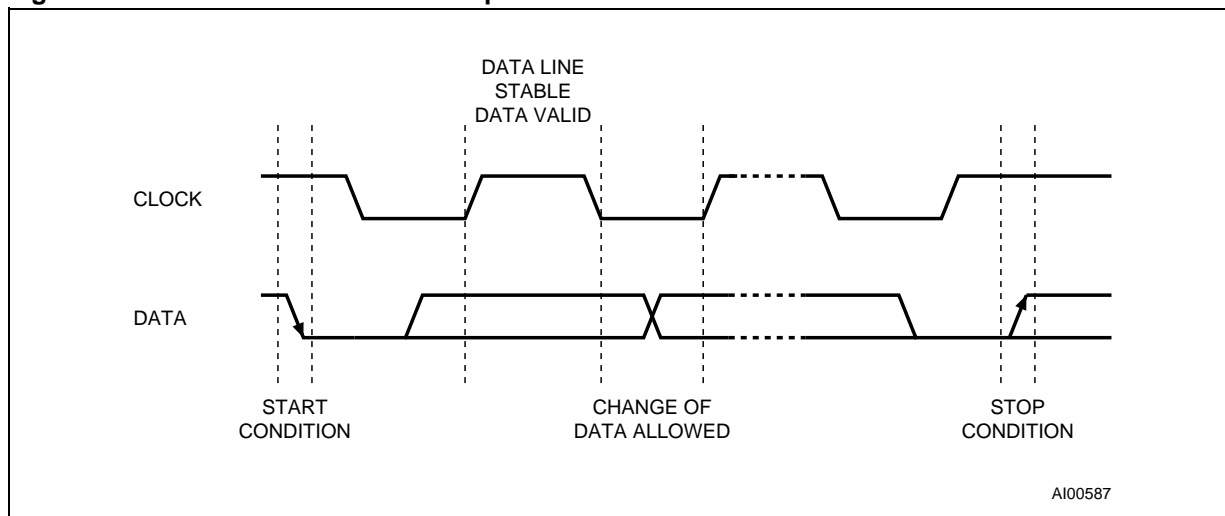 DATA LINE
STABLE
DATA VALID
CLOCK
DATA
START
CONDITION
CHANGE OF
DATA ALLOWED
STOP
CONDITION
AI00587